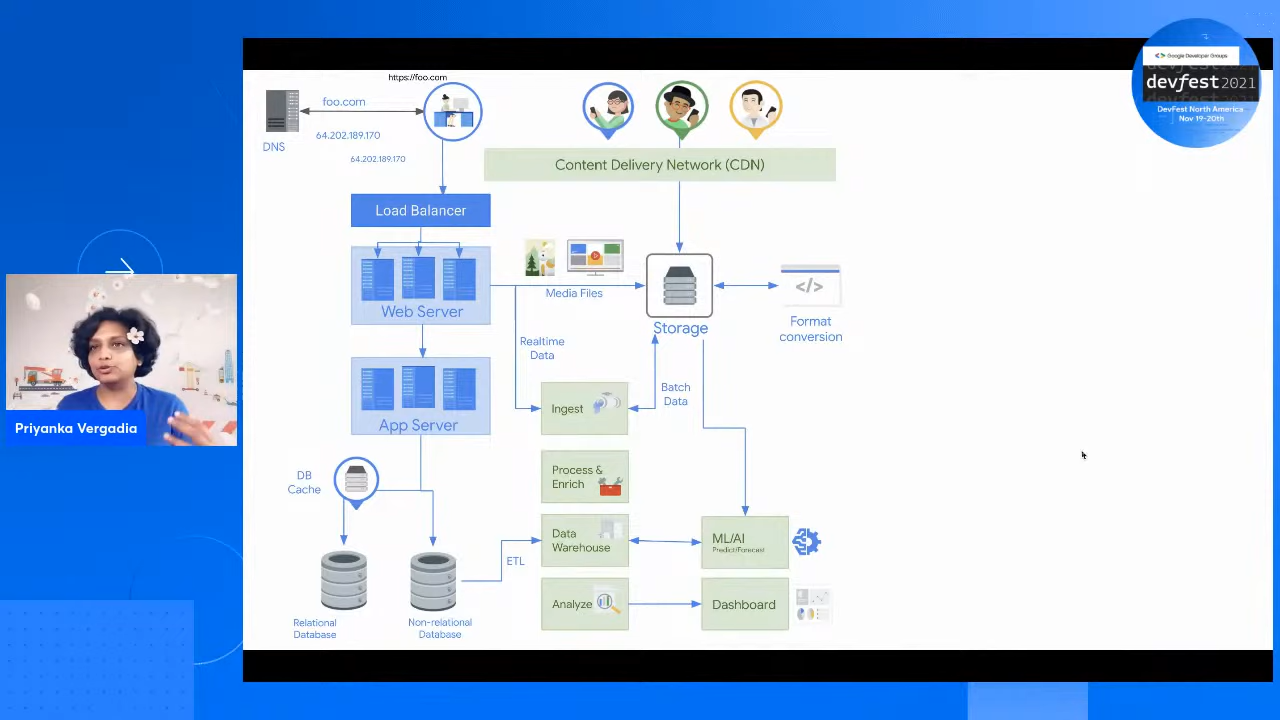 https://foo.com
foo.com
64.202.189.170
DNS
64.202.189.170
Load Balancer
Web Server
App Server
DB
Cache
Relational
Database
Non-relational
Database
ETL
Content Delivery Network (CDN)
Media Files
Storage
</>
Format
conversion
Realtime
Data
Batch
Data
Ingest
Process &
Enrich
Data
Warehouse
Analyze
ML/AI
Predict/Forecast
Dashboard
Priyanka Vergadia
Google Developer Groups
devfest 2021
DevFest North America
Nov 19-20th